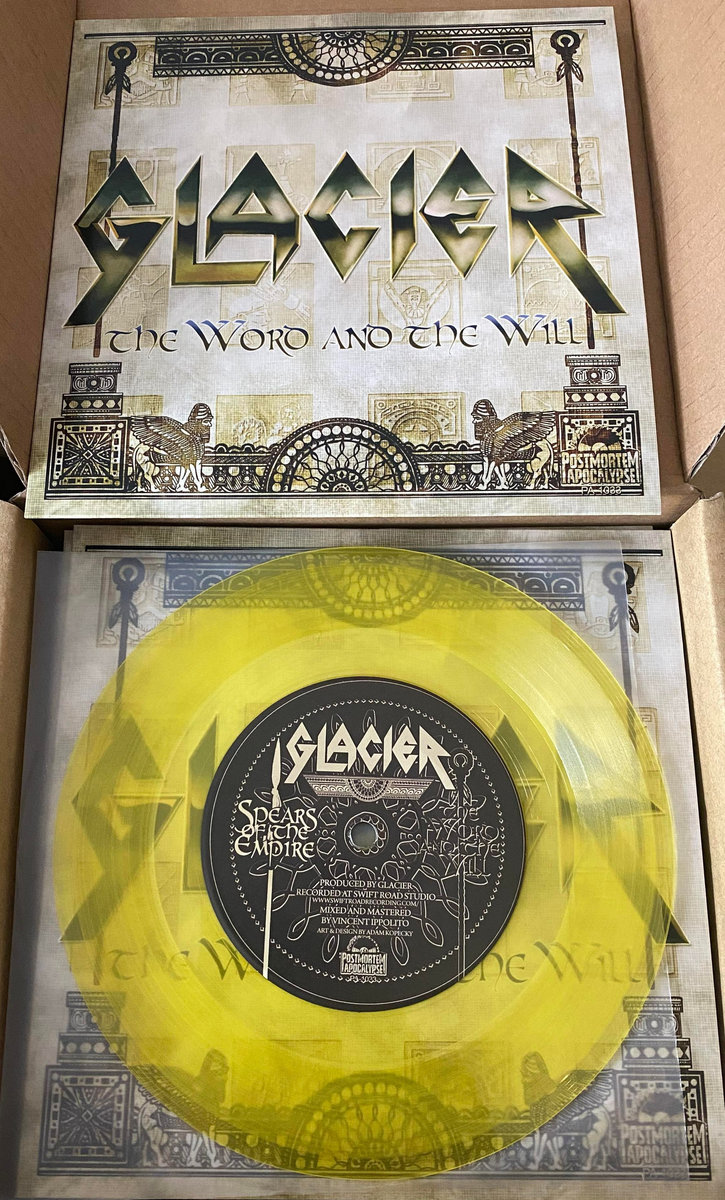 GLACIER
THE WORD AND THE WILL
POSTMORTEM
APOCALYPSE
PA-1033
GLACIER
SPEARS
OF THE
EMPIRE
THE
WORD
AND THE
WILL
PRODUCED BY GLACIER
RECORDED AT SWIFT ROAD STUDIO
WWW.SWIFTROADRECORDING.COM/
MIXED AND MASTERED
BY VINCENT IPPOLITO
ART & DESIGN BY ADAM KOPECKY
POSTMORTEM
APOCALYPSE
PA-1033
GLACIER
THE W THE WILL
POSTMORTEM
APOCALYPSE